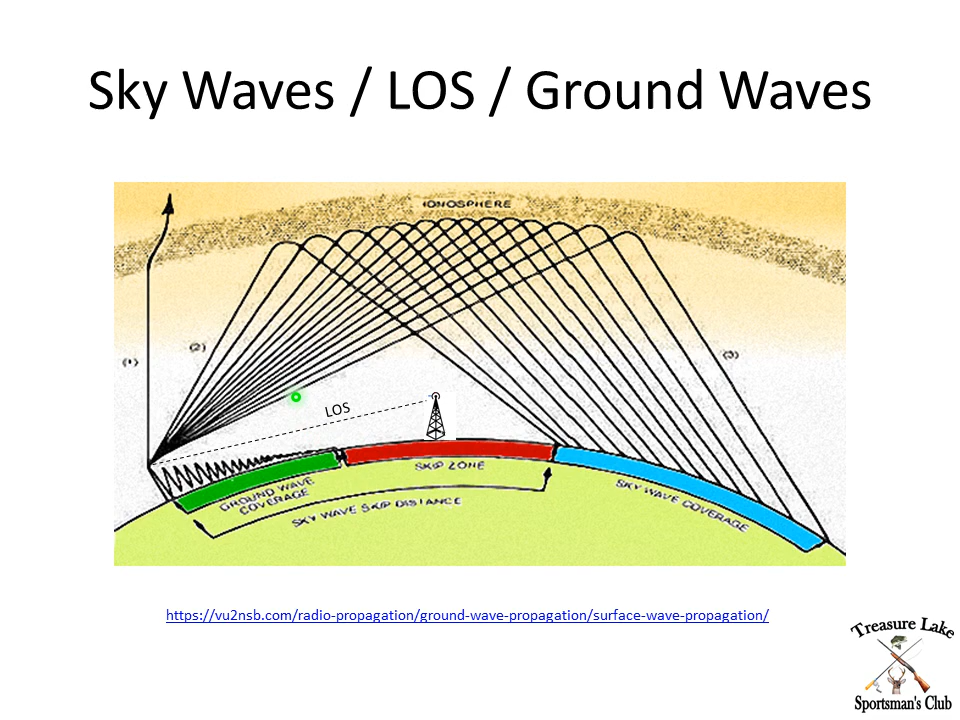 Sky Waves / LOS / Ground Waves
IONOSPHERE
(1)
(2)
(3)
LOS
SKIP ZONE
GROUND WAVE
COVERAGE
SKY WAVE SKIP DISTANCE
SKY WAVE COVERAGE
https://vu2nsb.com/radio-propagation/ground-wave-propagation/surface-wave-propagation/
Treasure Lake
Sportsman's Club